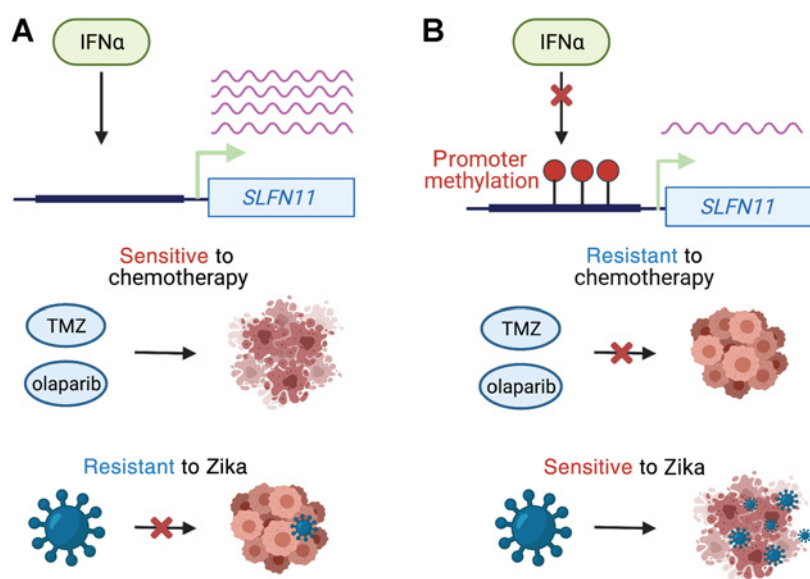 A
IFNα
SLFN11
Sensitive to
chemotherapy
TMZ
olaparib
Resistant to Zika
B
IFNα
Promoter
methylation
SLFN11
Resistant to
chemotherapy
TMZ
olaparib
Sensitive to Zika